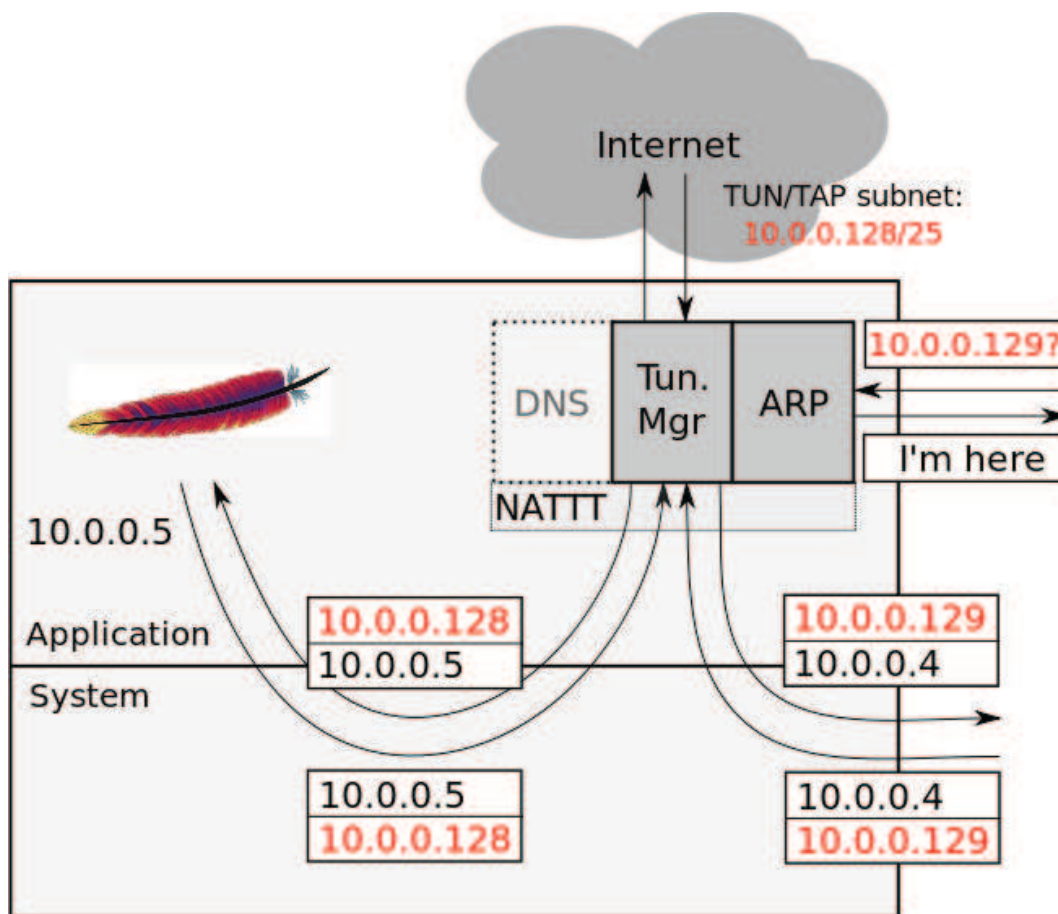 Internet
TUN/TAP subnet:
10.0.0.128/25
10.0.0.129?
DNS
Tun.
Mgr
ARP
I'm here
NATTT
10.0.0.5
Application
10.0.0.128
10.0.0.5
10.0.0.129
10.0.0.4
System
10.0.0.5
10.0.0.128
10.0.0.4
10.0.0.129